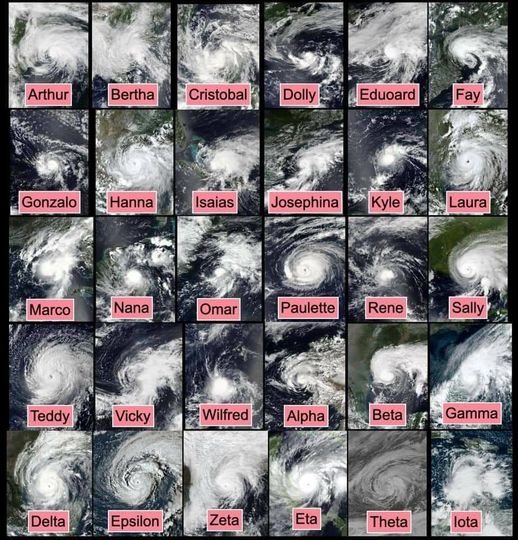 Arthur
Bertha
Cristobal
Dolly
Eduoard
Fay
Gonzalo
Hanna
Isaias
Josephina
Kyle
Laura
Marco
Nana
Omar
Paulette
Rene
Sally
Teddy
Vicky
Wilfred
Alpha
Beta
Gamma
Delta
Epsilon
Zeta
Eta
Theta
Iota